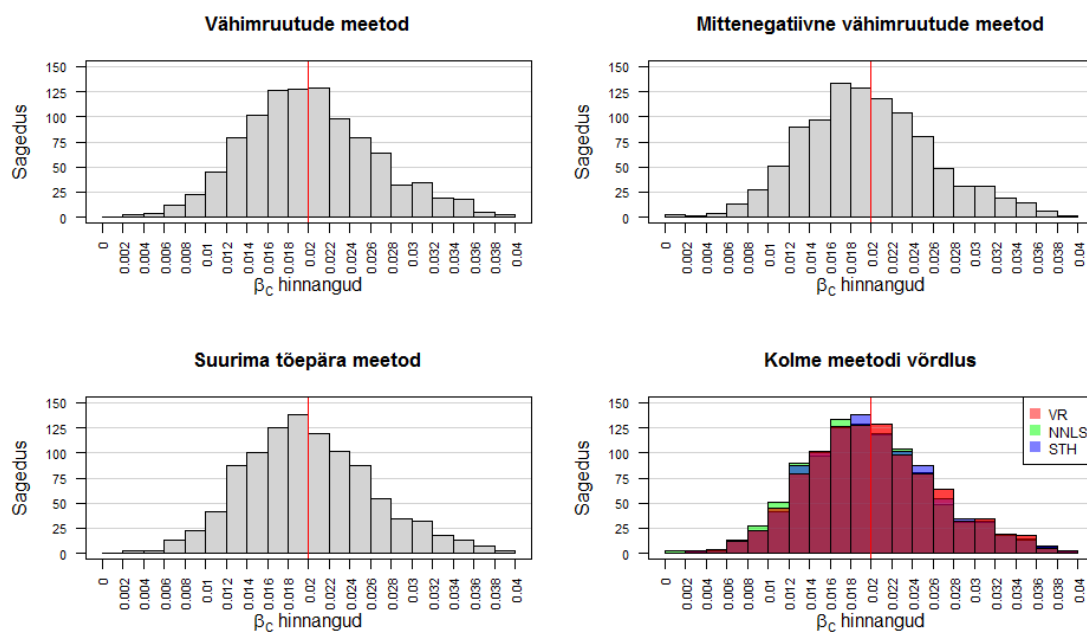 Vähimruutude meetod
Sagedus
150
125
100
75
50
25
0
0 0.002 0.004 0.006 0.008 0.01 0.012 0.014 0.016 0.018 0.02 0.022 0.024 0.026 0.028 0.03 0.032 0.034 0.036 0.038 0.04
βC hinnangud
Mittenegatiivne vähimruutude meetod
Sagedus
150
125
100
75
50
25
0
0 0.002 0.004 0.006 0.008 0.01 0.012 0.014 0.016 0.018 0.02 0.022 0.024 0.026 0.028 0.03 0.032 0.034 0.036 0.038 0.04
βC hinnangud
Suurima tõepära meetod
Sagedus
150
125
100
75
50
25
0
0 0.002 0.004 0.006 0.008 0.01 0.012 0.014 0.016 0.018 0.02 0.022 0.024 0.026 0.028 0.03 0.032 0.034 0.036 0.038 0.04
βC hinnangud
Kolme meetodi võrdlus
Sagedus
150
125
100
75
50
25
0
VR
NNLS
STH
0 0.002 0.004 0.006 0.008 0.01 0.012 0.014 0.016 0.018 0.02 0.022 0.024 0.026 0.028 0.03 0.032 0.034 0.036 0.038 0.04
βC hinnangud